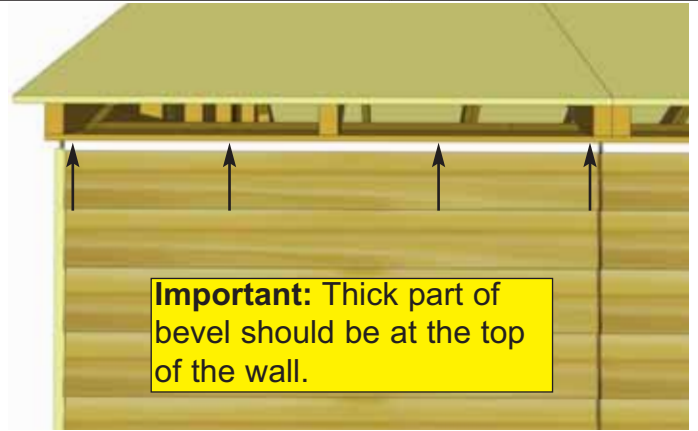 Important: Thick part of
bevel should be at the top
of the wall.